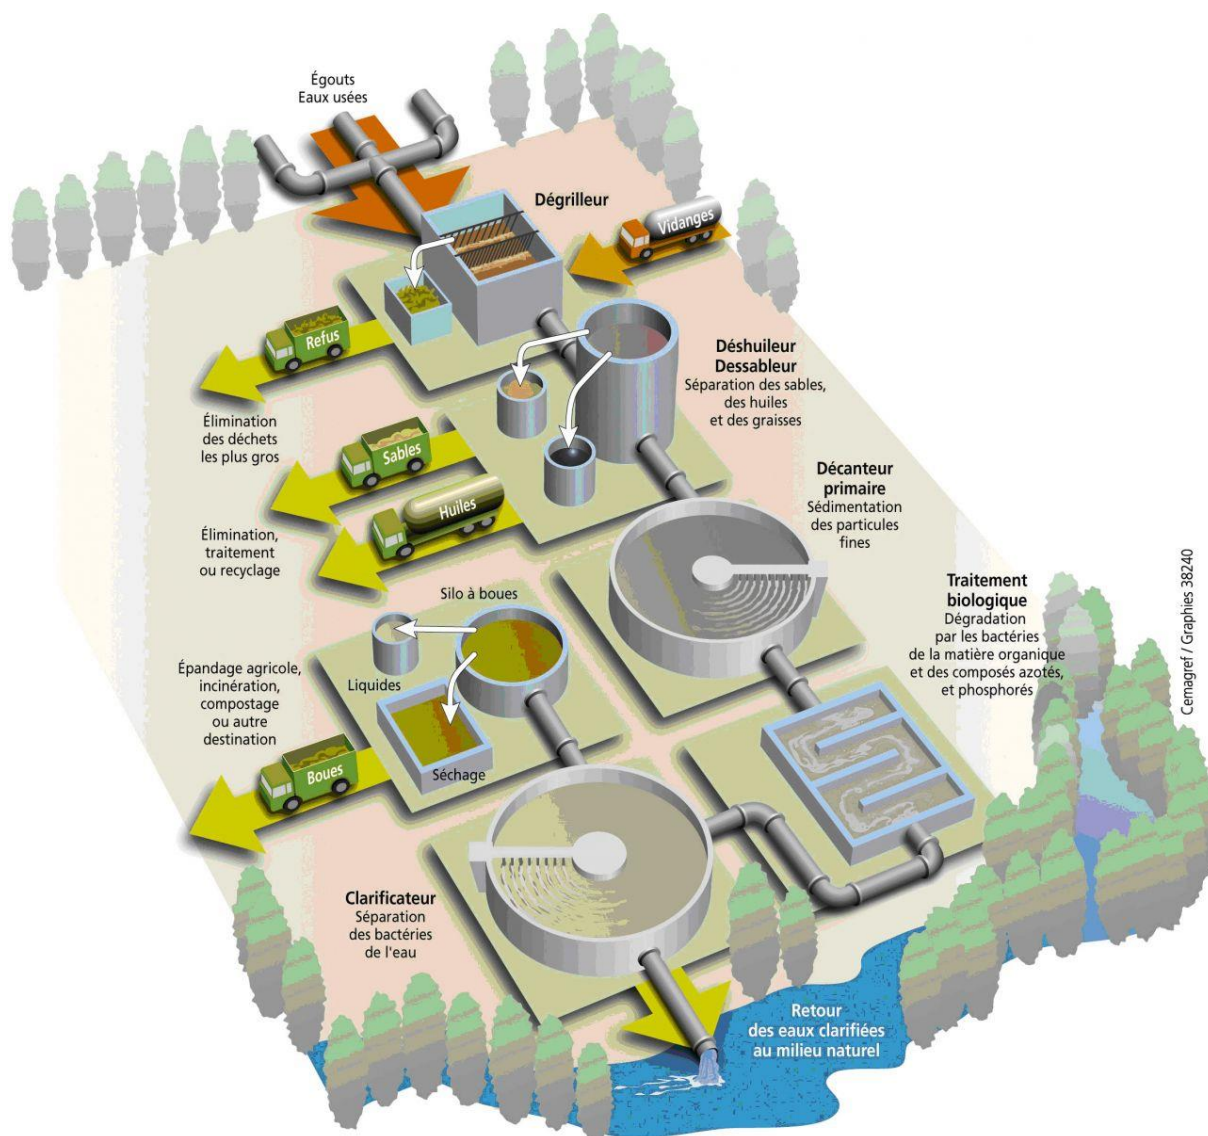 Égouts
Eaux usées
Dégrilleur
Vidanges
Refus
Déshuileur
Dessableur
Séparation des sables,
des huiles
et des graisses
Élimination
des déchets
les plus gros
Sables
Décanteur
primaire
Sédimentation
des particules
fines
Huiles
Élimination,
traitement
ou recyclage
Traitement
biologique
Dégradation
par les bactéries
de la matière organique
et des composés azotés,
et phosphorés
Silo à boues
Épandage agricole,
incinération,
compostage
ou autre
destination
Liquides
Boues
Séchage
Clarificateur
Séparation
des bactéries
de l'eau
Retour
des eaux clarifiées
au milieu naturel
Cemagref / Graphies 38240